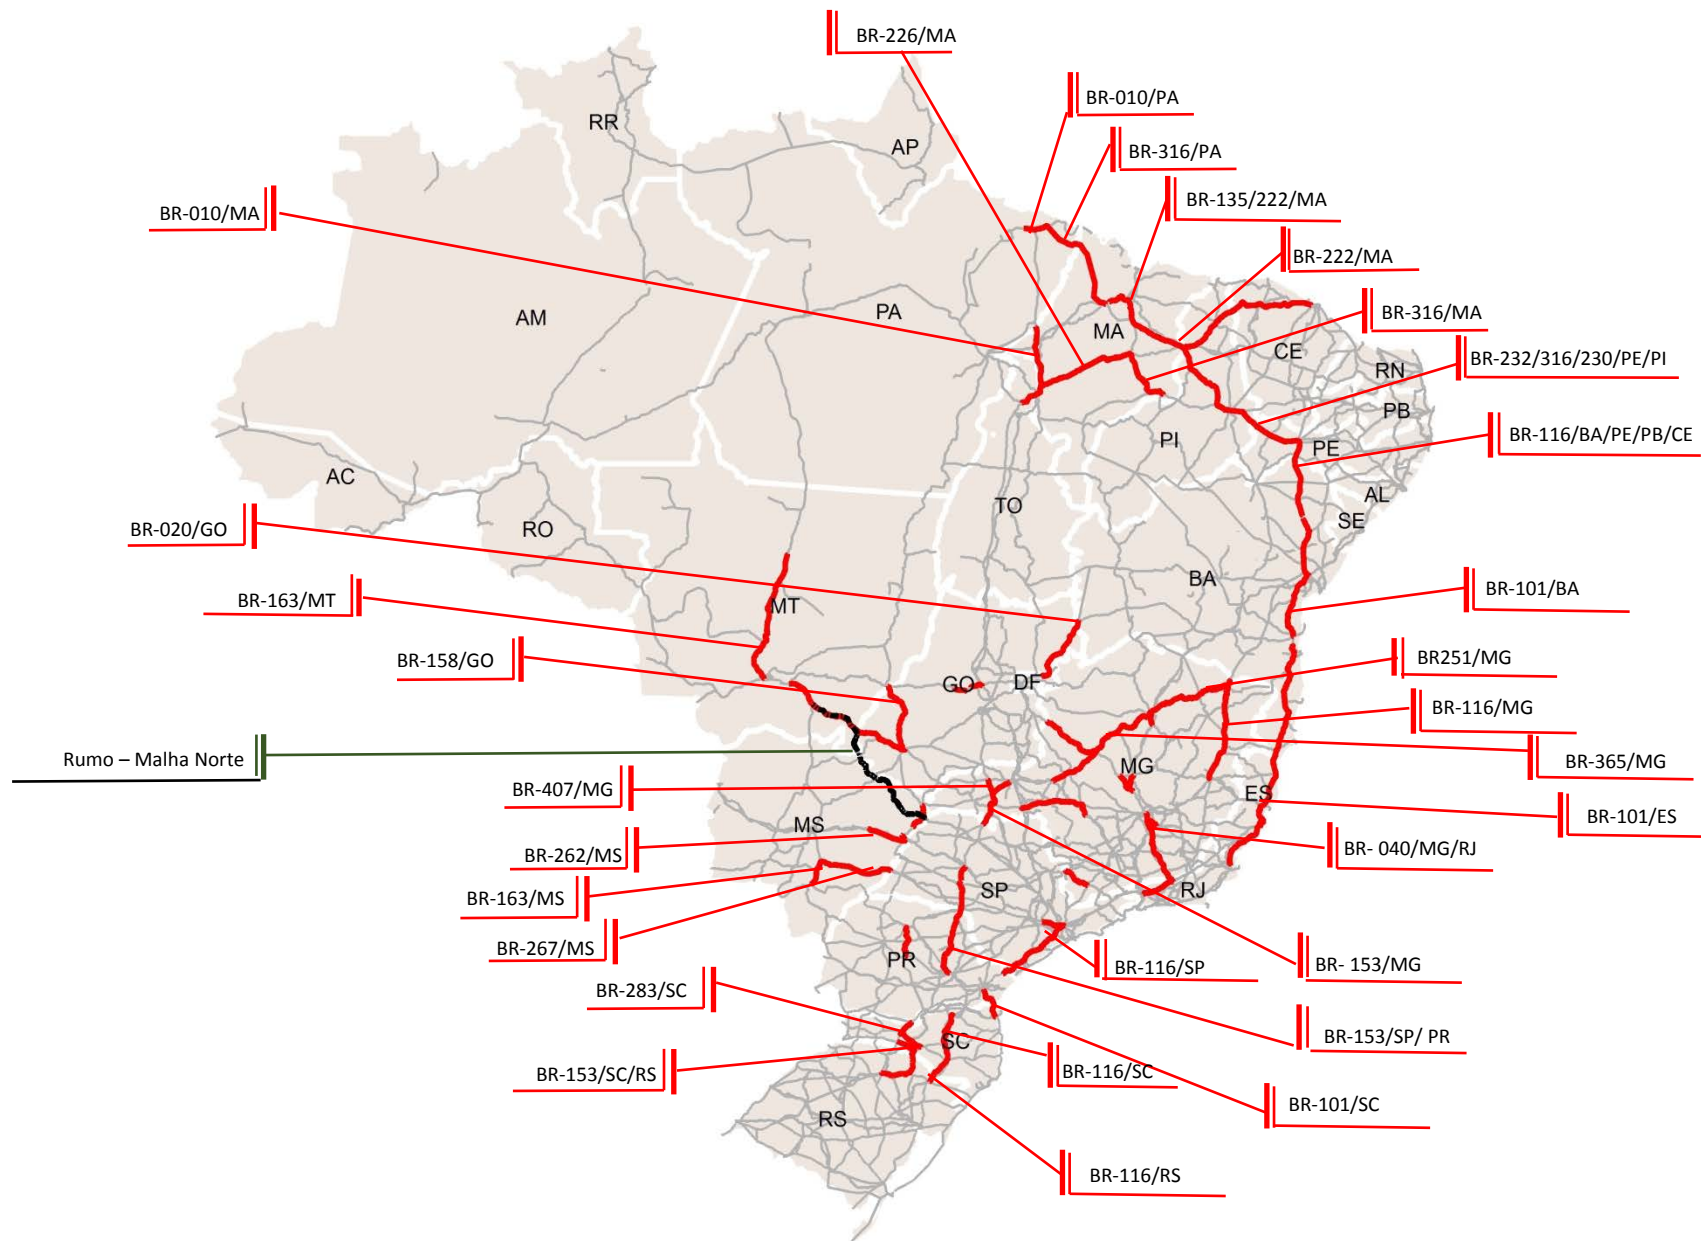 BR-226/MA
BR-010/PA
RR
AP
BR-316/PA
BR-010/MA
BR-135/222/MA
BR-222/MA
AM
PA
MA
BR-316/MA
CE
RN
BR-232/316/230/PE/PI
PB
PI
PE
BR-116/BA/PE/PB/CE
AC
AL
TO
SE
BR-020/GO
RO
BA
BR-101/BA
BR-163/MT
MT
BR-158/GO
GO
DF
BR251/MG
BR-116/MG
Rumo – Malha Norte
MG
BR-365/MG
BR-407/MG
ES
BR-101/ES
MS
BR-262/MS
BR- 040/MG/RJ
BR-163/MS
SP
RJ
BR-267/MS
PR
BR-116/SP
BR- 153/MG
BR-283/SC
BR-153/SP/ PR
SC
BR-153/SC/RS
BR-116/SC
BR-101/SC
RS
BR-116/RS